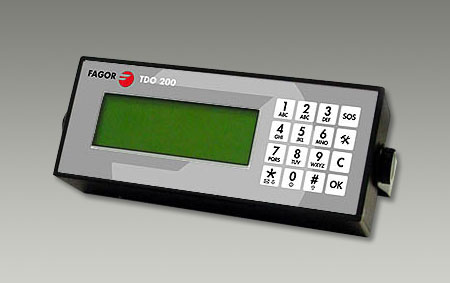 FAGOR TDO 200
1 2 3 SOS
ABC ABC DEF
4 5 6
GHI JKL MNO
7 8 9 C
PQRS TUV WXYZ
* 0 # OK